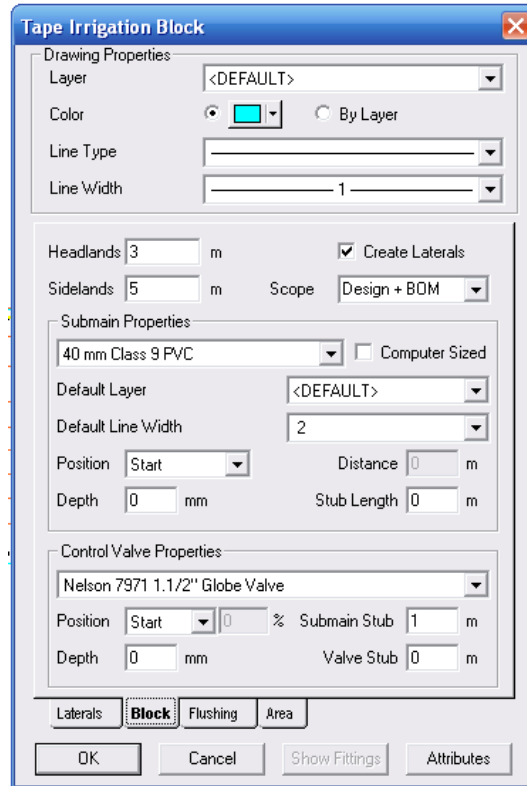 Tape Irrigation Block
Drawing Properties
Layer <DEFAULT>
Color By Layer
Line Type
Line Width 1
Headlands 3 m Create Laterals
Sidelands 5 m Scope Design + BOM
Submain Properties
40 mm Class 9 PVC Computer Sized
Default Layer <DEFAULT>
Default Line Width 2
Position Start Distance 0 m
Depth 0 mm Stub Length 0 m
Control Valve Properties
Nelson 7971 1.1/2" Globe Valve
Position Start 0 % Submain Stub 1 m
Depth 0 mm Valve Stub 0 m
Laterals Block Flushing Area
OK Cancel Show Fittings Attributes